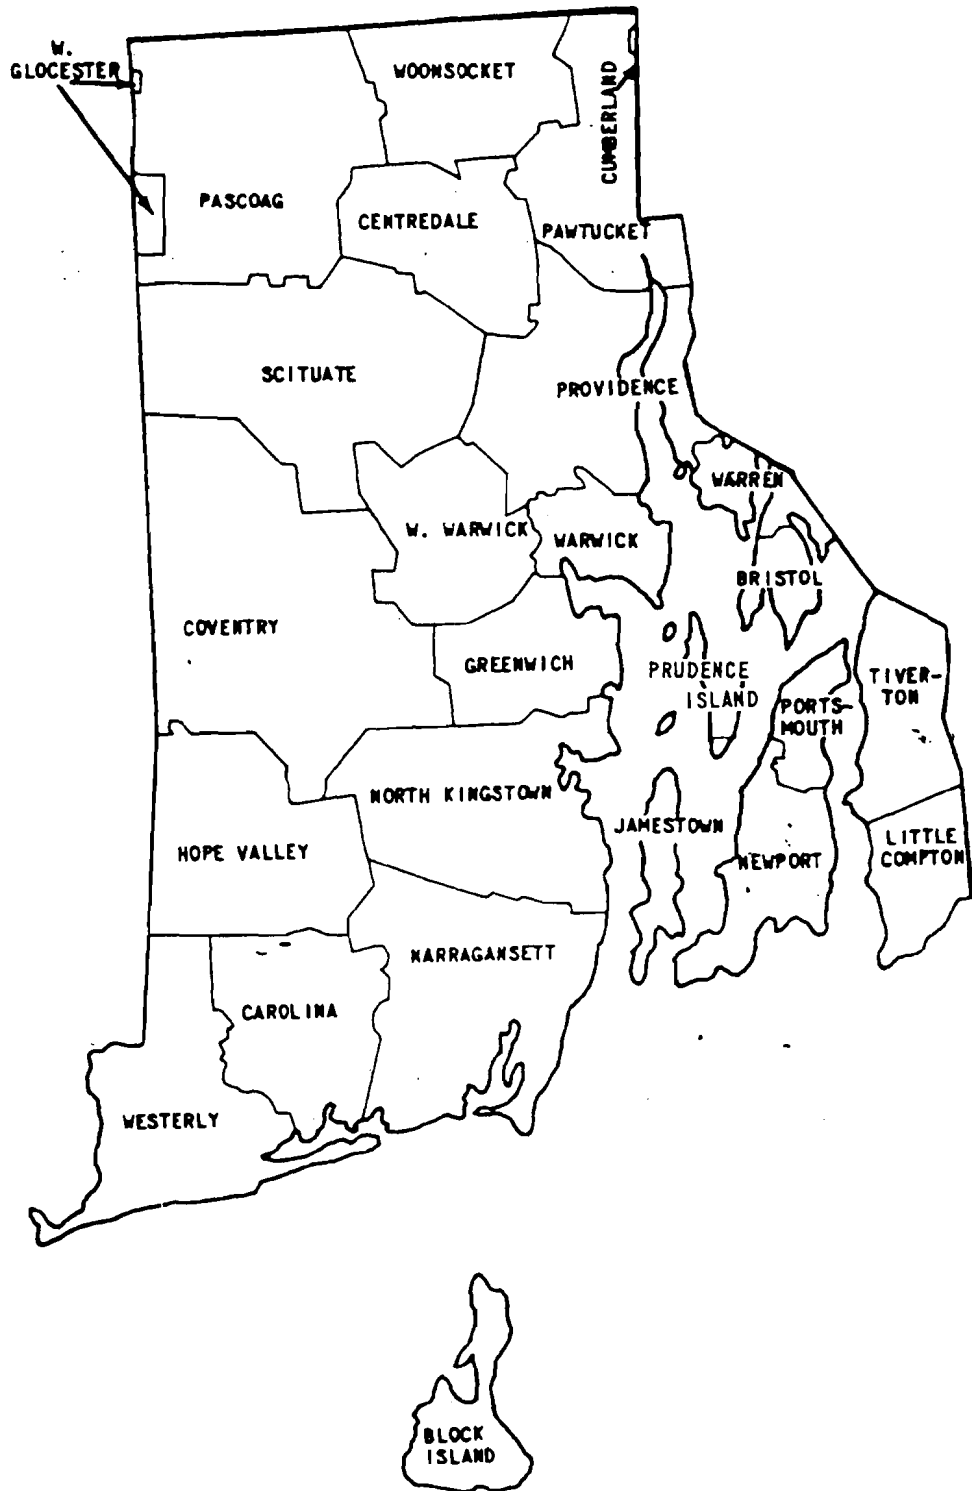 W.
GLOCESTER
WOONSOCKET
CUMBERLAND
PASCOAG
CENTREDALE
PAWTUCKET
SCITUATE
PROVIDENCE
WARREN
W. WARWICK
WARWICK
BRISTOL
COVENTRY
GREENWICH
PRUDENCE
ISLAND
TIVER-
TON
PORTS-
MOUTH
NORTH KINGSTOWN
JAMESTOWN
HOPE VALLEY
NEWPORT
LITTLE
COMPTON
NARRAGANSETT
CAROLINA
WESTERLY
BLOCK
ISLAND